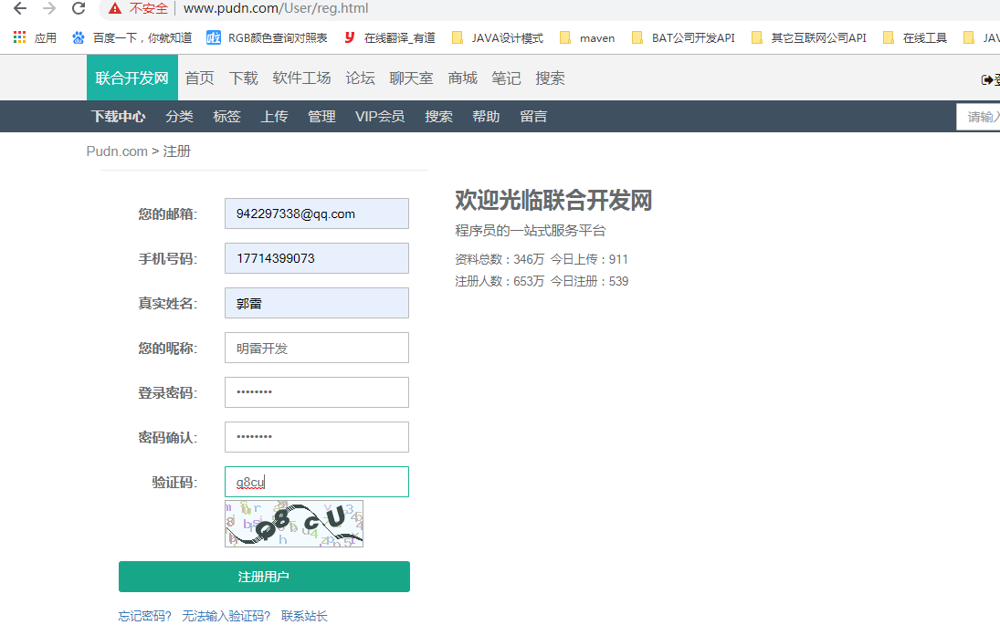 不安全 www.pudn.com/User/reg.html
应用 百度一下，你就知道 RGB颜色查询对照表 在线翻译_有道 JAVA设计模式 maven BAT公司开发API 其它互联网公司API 在线工具 JAV
联合开发网 首页 下载 软件工场 论坛 聊天室 商城 笔记 搜索
下载中心 分类 标签 上传 管理 VIP会员 搜索 帮助 留言 请输入
Pudn.com > 注册
欢迎光临联合开发网
程序员的一站式服务平台
资料总数：346万 今日上传：911
注册人数：653万 今日注册：539
您的邮箱: 942297338@qq.com
手机号码: 17714399073
真实姓名: 郭雷
您的昵称: 明雷开发
登录密码: ••••••••
密码确认: ••••••••
验证码: q8cu
Q8cU
注册用户
忘记密码? 无法输入验证码? 联系站长